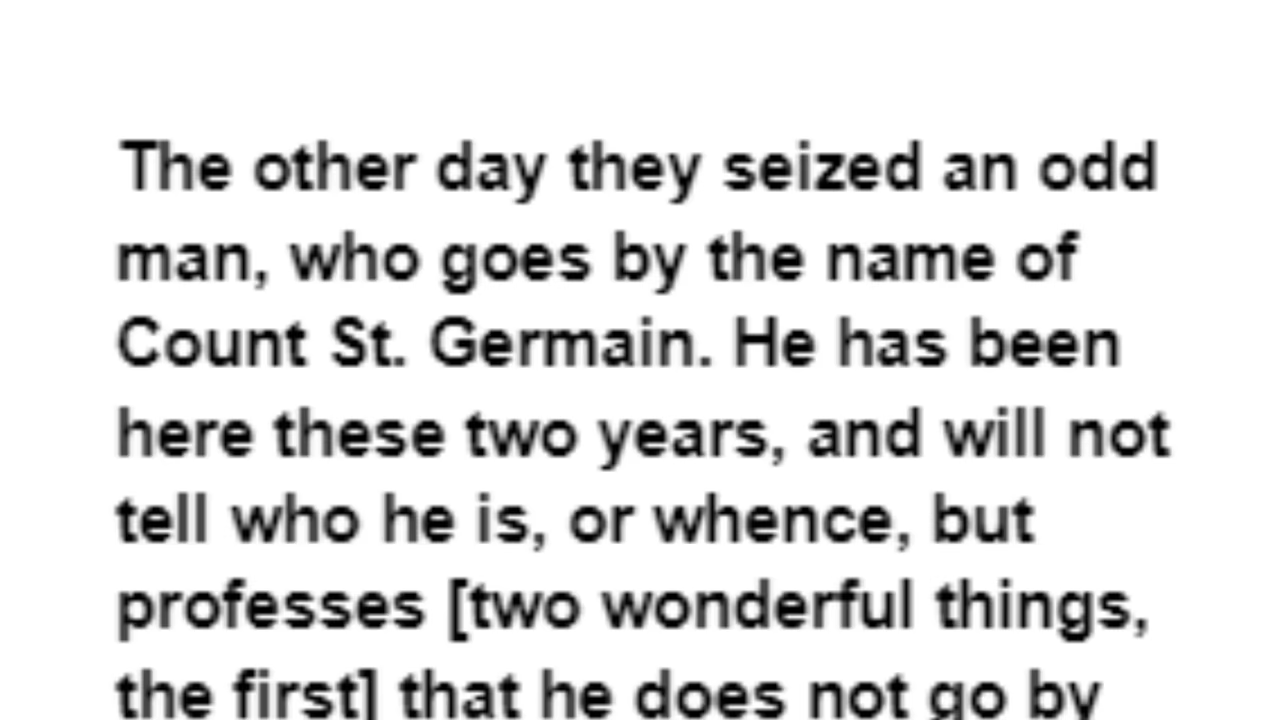 The other day they seized an odd
man, who goes by the name of
Count St. Germain. He has been
here these two years, and will not
tell who he is, or whence, but
professes [two wonderful things,
the first] that he does not go by